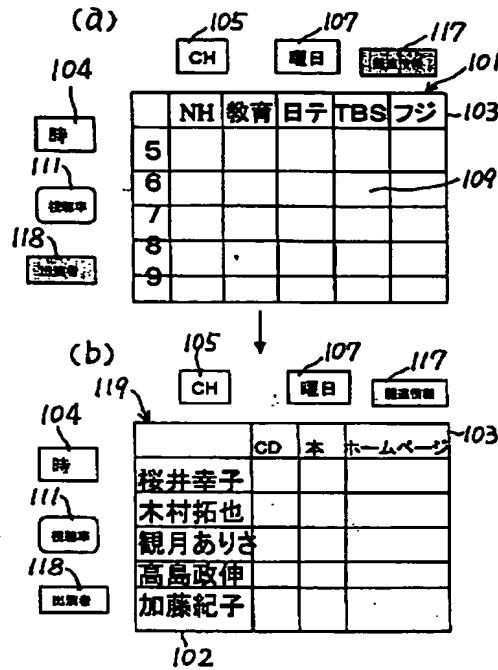 (a)
105
107
117
104
CH
曜日
101
NH 教育 日テ TBS フジ
103
時
5
111
6
109
視聴率
7
118
8
出演者
9
(b)
105
107
117
119
CH
曜日
104
103
CD 本 ホームページ
時
桜井幸子
111
木村拓也
視聴率
観月ありさ
118
高島政伸
出演者
加藤紀子
102